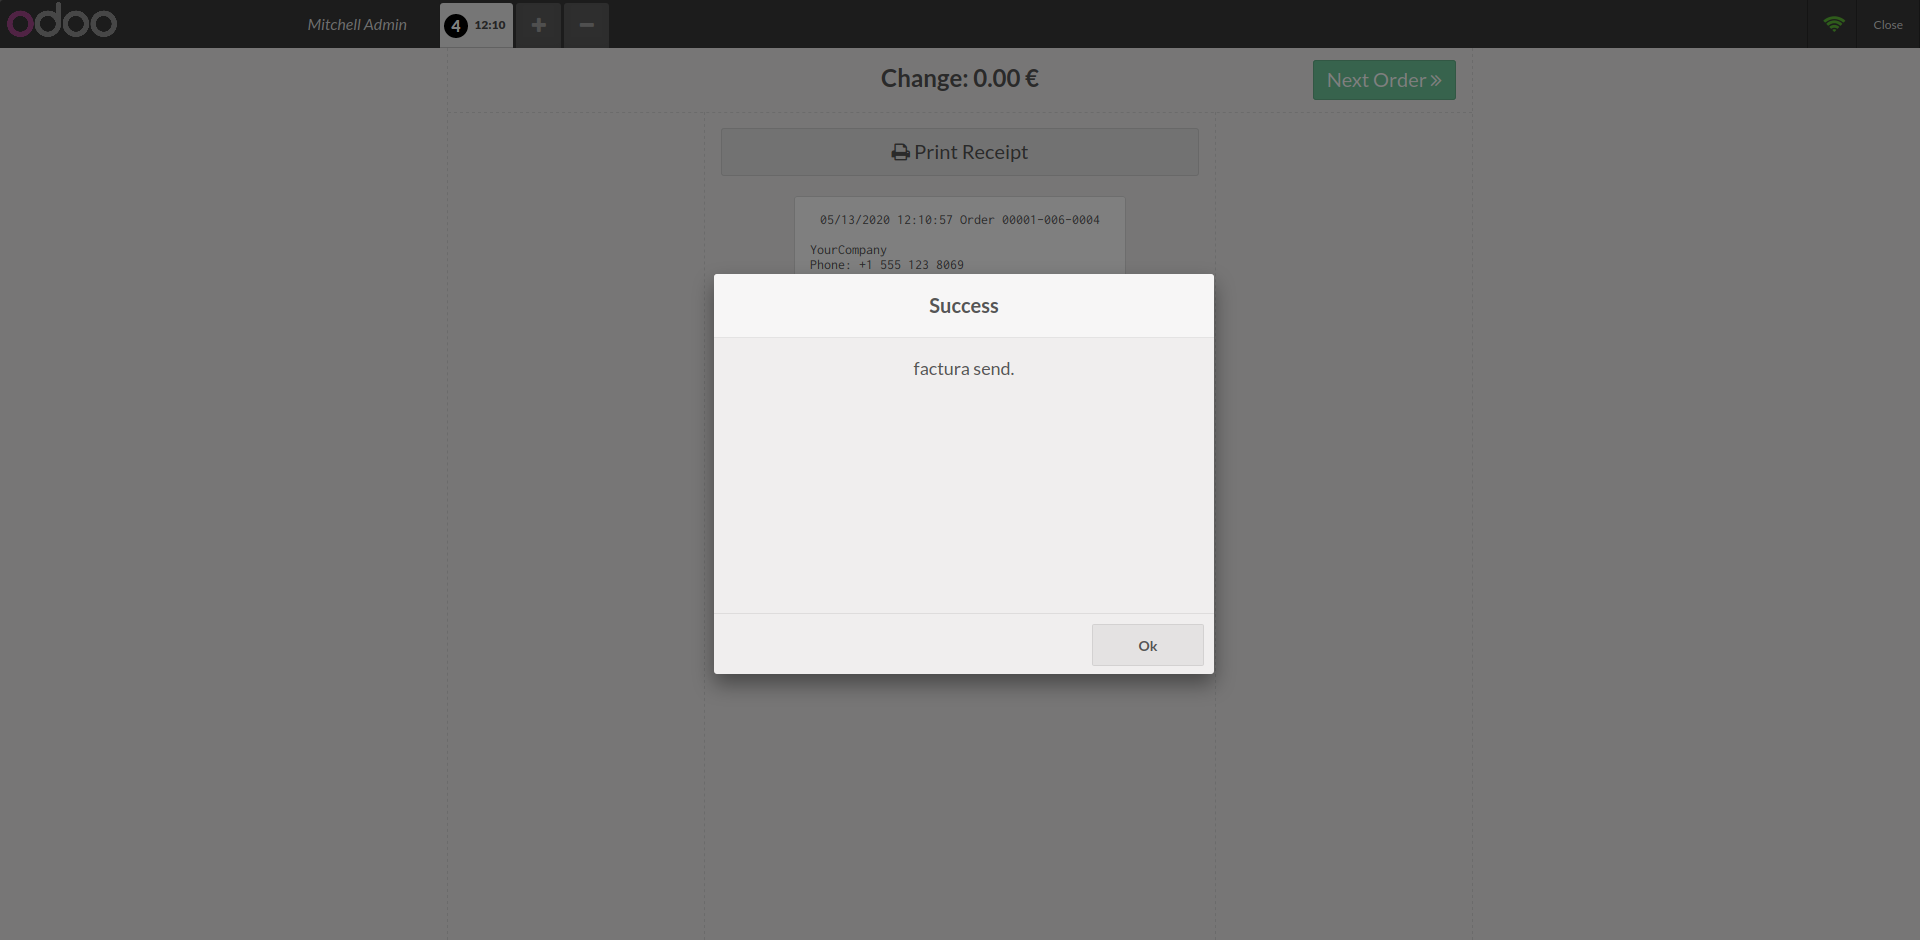 odoo
Mitchell Admin
4 12:10
+
−
Close
Change: 0.00 €
Next Order »
Print Receipt
05/13/2020 12:10:57 Order 00001-006-0004
YourCompany
Phone: +1 555 123 8069
Success
factura send.
Ok